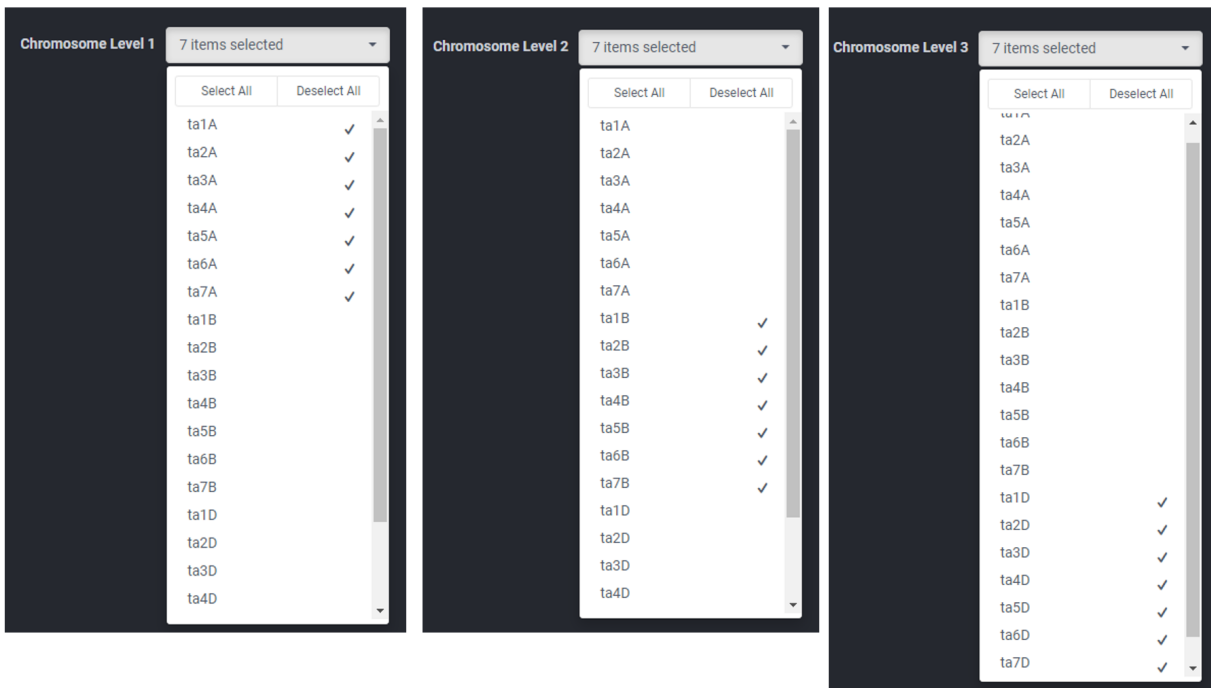 Chromosome Level 1
7 items selected
Select All Deselect All
ta1A
ta2A
ta3A
ta4A
ta5A
ta6A
ta7A
ta1B
ta2B
ta3B
ta4B
ta5B
ta6B
ta7B
ta1D
ta2D
ta3D
ta4D
Chromosome Level 2
7 items selected
Select All Deselect All
ta1A
ta2A
ta3A
ta4A
ta5A
ta6A
ta7A
ta1B
ta2B
ta3B
ta4B
ta5B
ta6B
ta7B
ta1D
ta2D
ta3D
ta4D
Chromosome Level 3
7 items selected
Select All Deselect All
ta1A
ta2A
ta3A
ta4A
ta5A
ta6A
ta7A
ta1B
ta2B
ta3B
ta4B
ta5B
ta6B
ta7B
ta1D
ta2D
ta3D
ta4D
ta5D
ta6D
ta7D